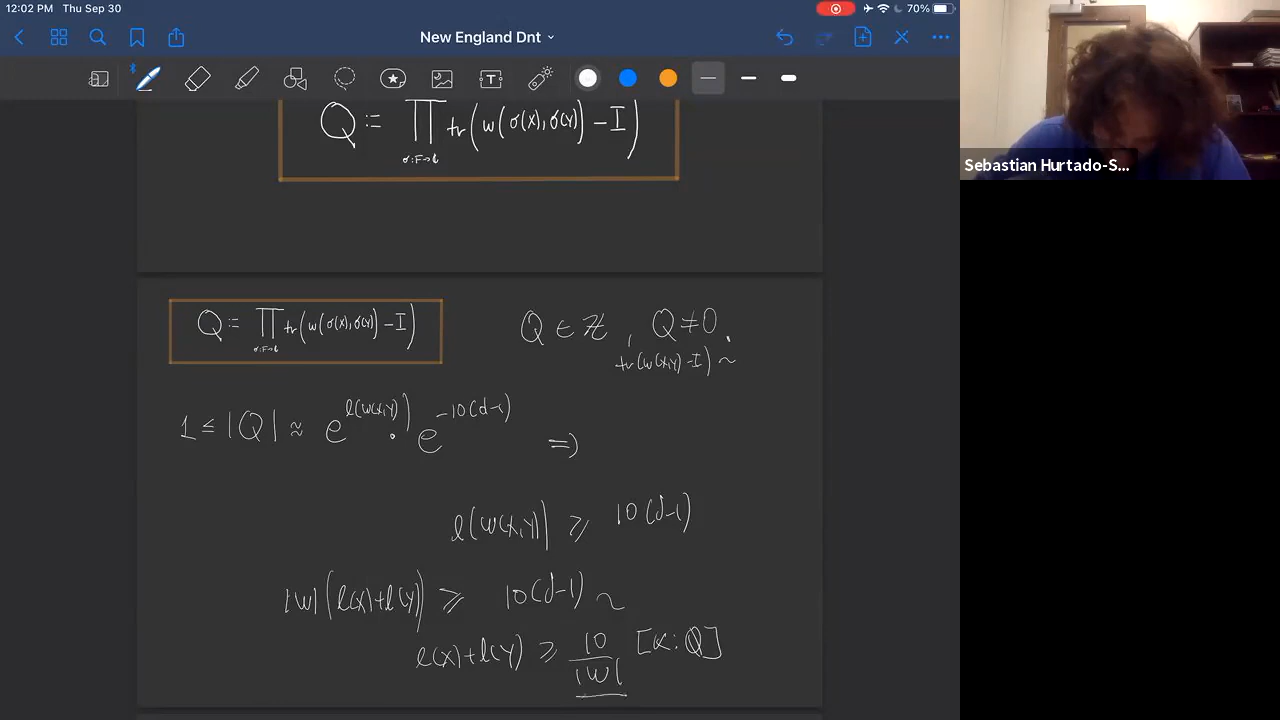 12:02 PM Thu Sep 30
70%
New England Dnt
Q := ∏ tr(w(σ(x), σ(y)) - I)
σ:F→ℂ
Sebastian Hurtado-S...
Q := ∏ tr(w(σ(x), σ(y)) - I)
σ:F→ℂ
Q ∈ ℤ, Q ≠ 0.
tr(w(x,y) - I) ~
1 ≤ |Q| ≈ e^{l(w(x,y))} · e^{-10(d-1)} ⇒
l(w(x,y)) ≥ 10(d-1)
|w|(l(x)+l(y)) ≥ 10(d-1) ~
l(x)+l(y) ≥ 10/|w| [K:Q]